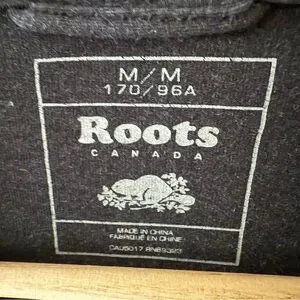 M/M
170/96A
Roots
CANADA
MADE IN CHINA
FABRIQUÉ EN CHINE